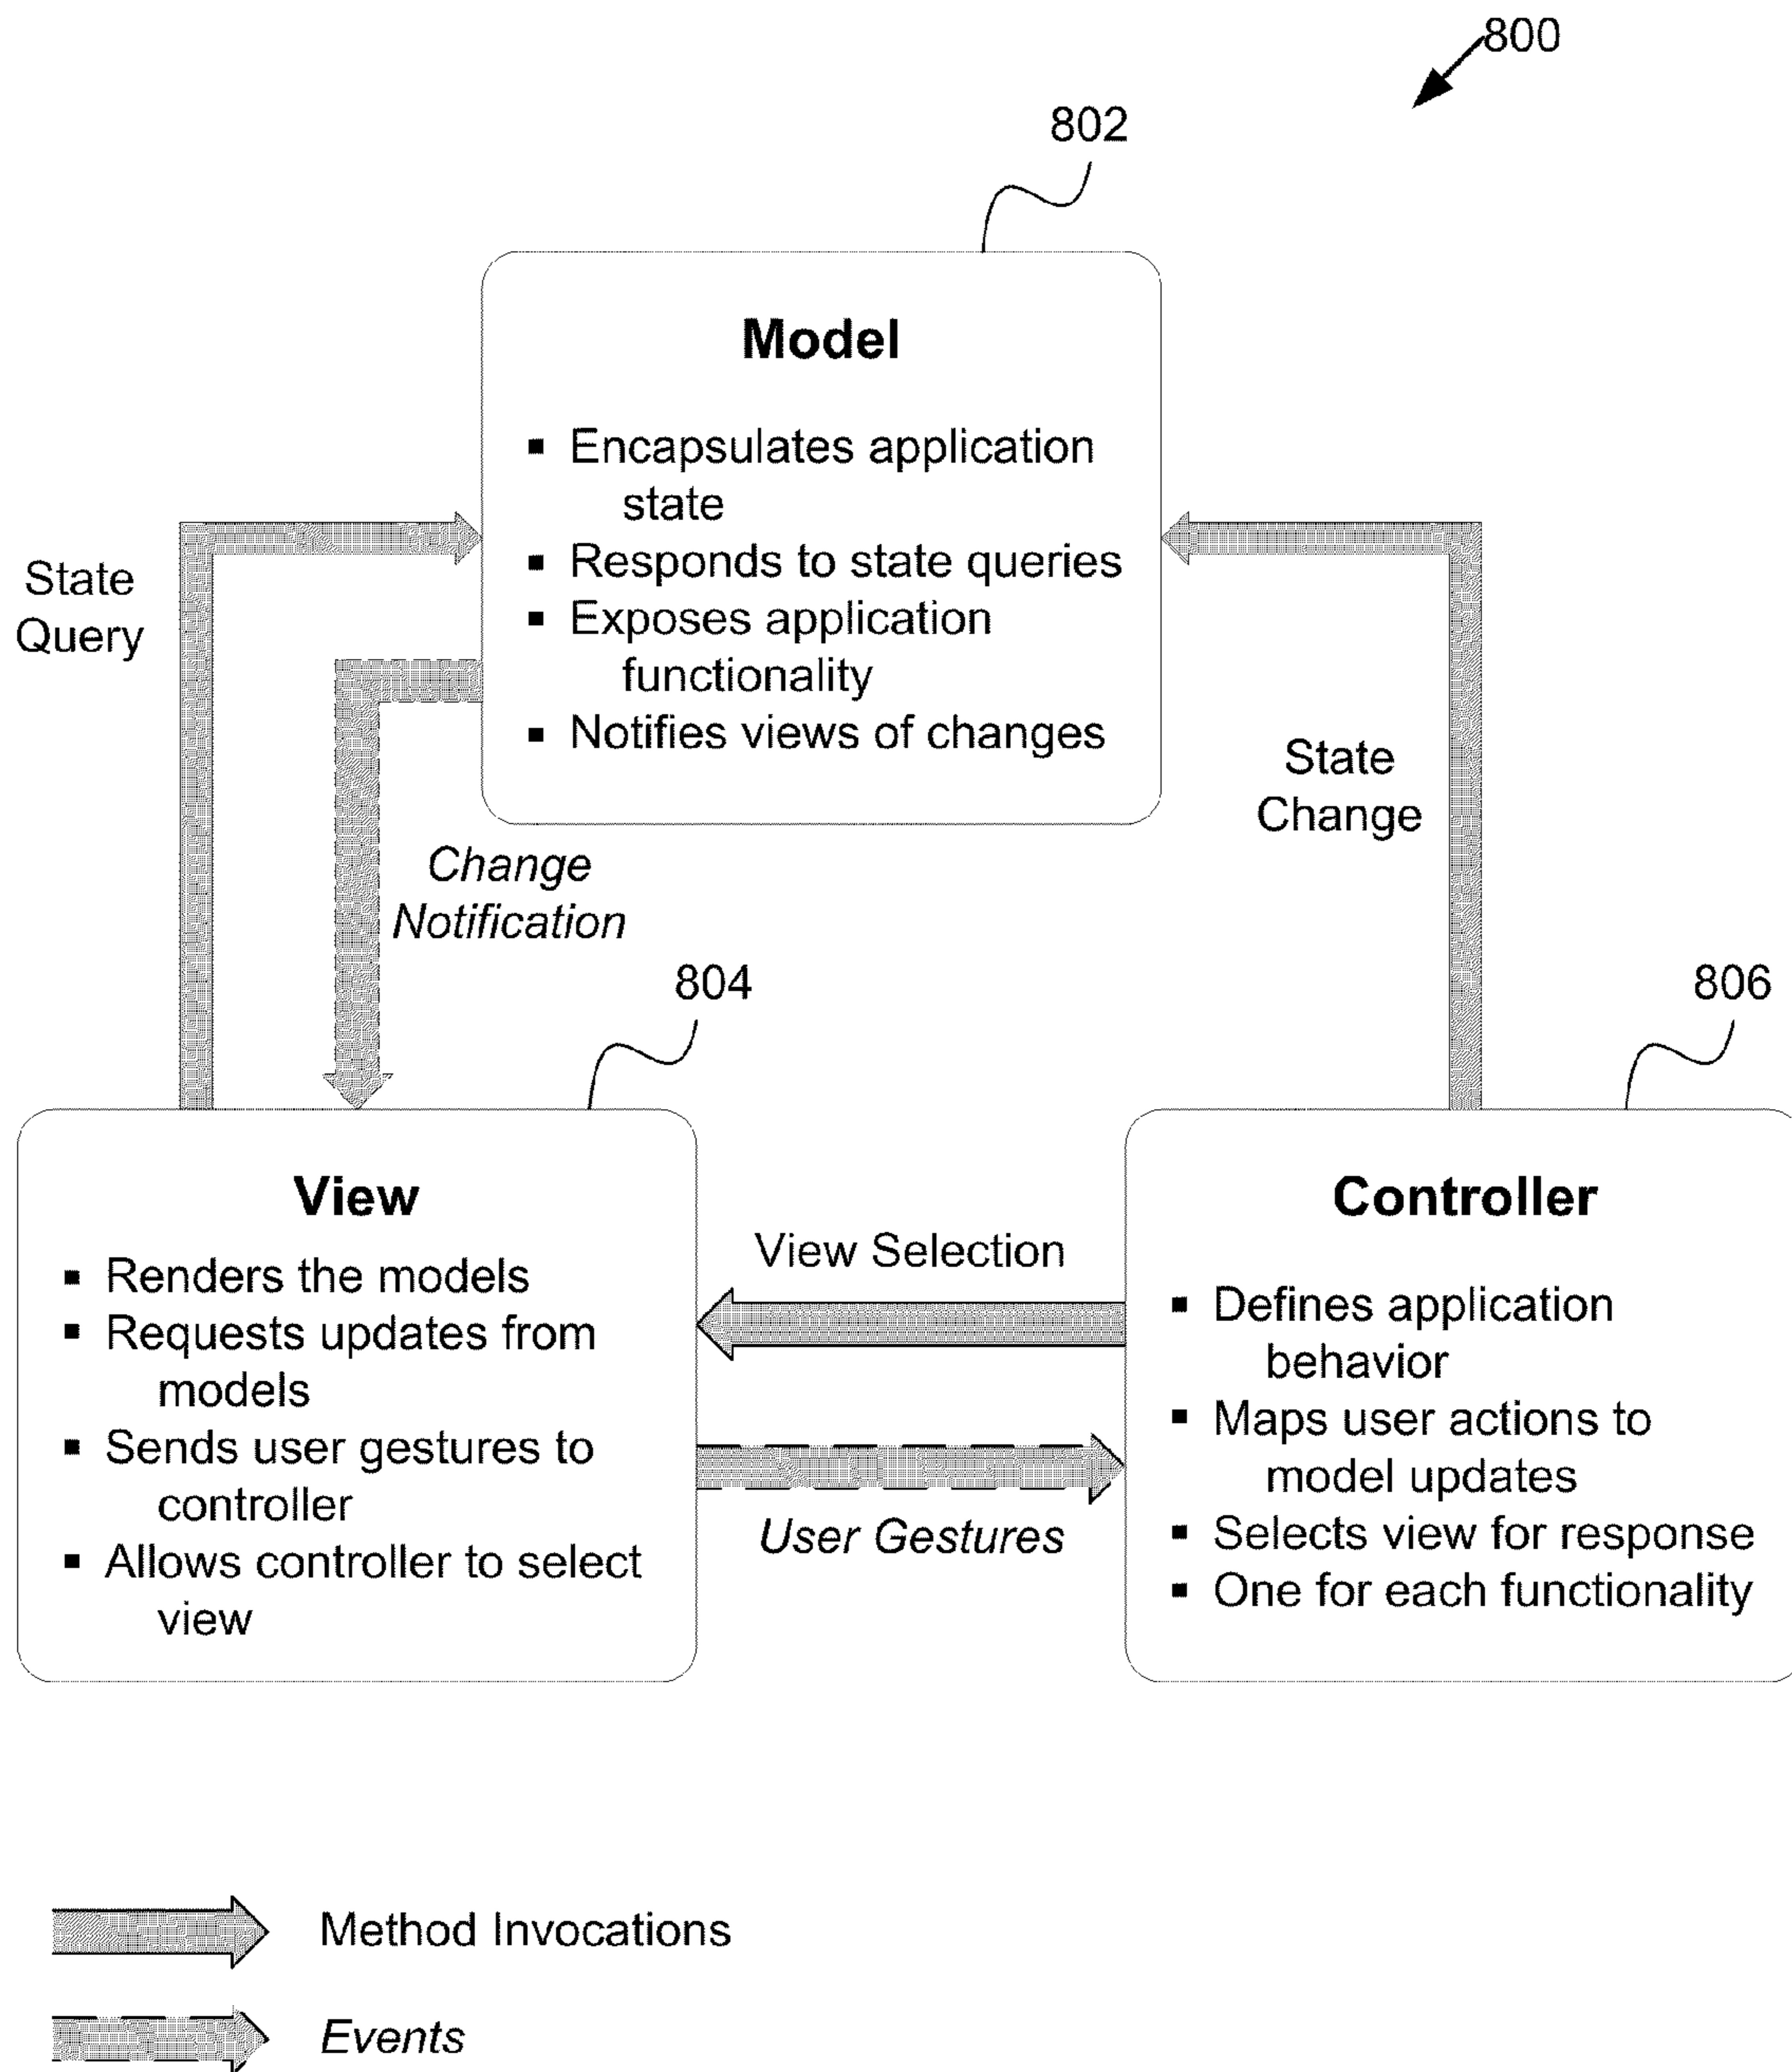 800
802
Model
▪ Encapsulates application
state
▪ Responds to state queries
▪ Exposes application
functionality
▪ Notifies views of changes
State
Query
Change
Notification
State
Change
804
806
View
▪ Renders the models
▪ Requests updates from
models
▪ Sends user gestures to
controller
▪ Allows controller to select
view
View Selection
User Gestures
Controller
▪ Defines application
behavior
▪ Maps user actions to
model updates
▪ Selects view for response
▪ One for each functionality
Method Invocations
Events